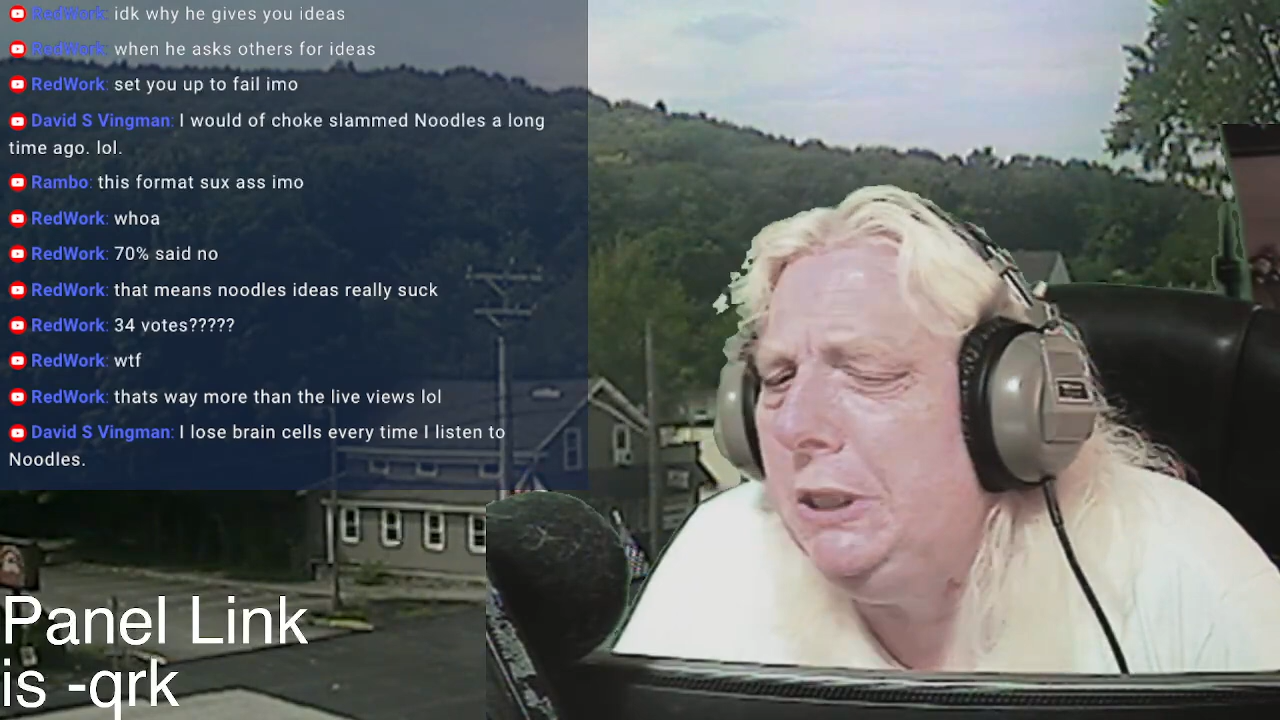 RedWork: idk why he gives you ideas
RedWork: when he asks others for ideas
RedWork: set you up to fail imo
David S Vingman: I would of choke slammed Noodles a long
time ago. lol.
Rambo: this format sux ass imo
RedWork: whoa
RedWork: 70% said no
RedWork: that means noodles ideas really suck
RedWork: 34 votes?????
RedWork: wtf
RedWork: thats way more than the live views lol
David S Vingman: I lose brain cells every time I listen to
Noodles.
Panel Link
is -qrk